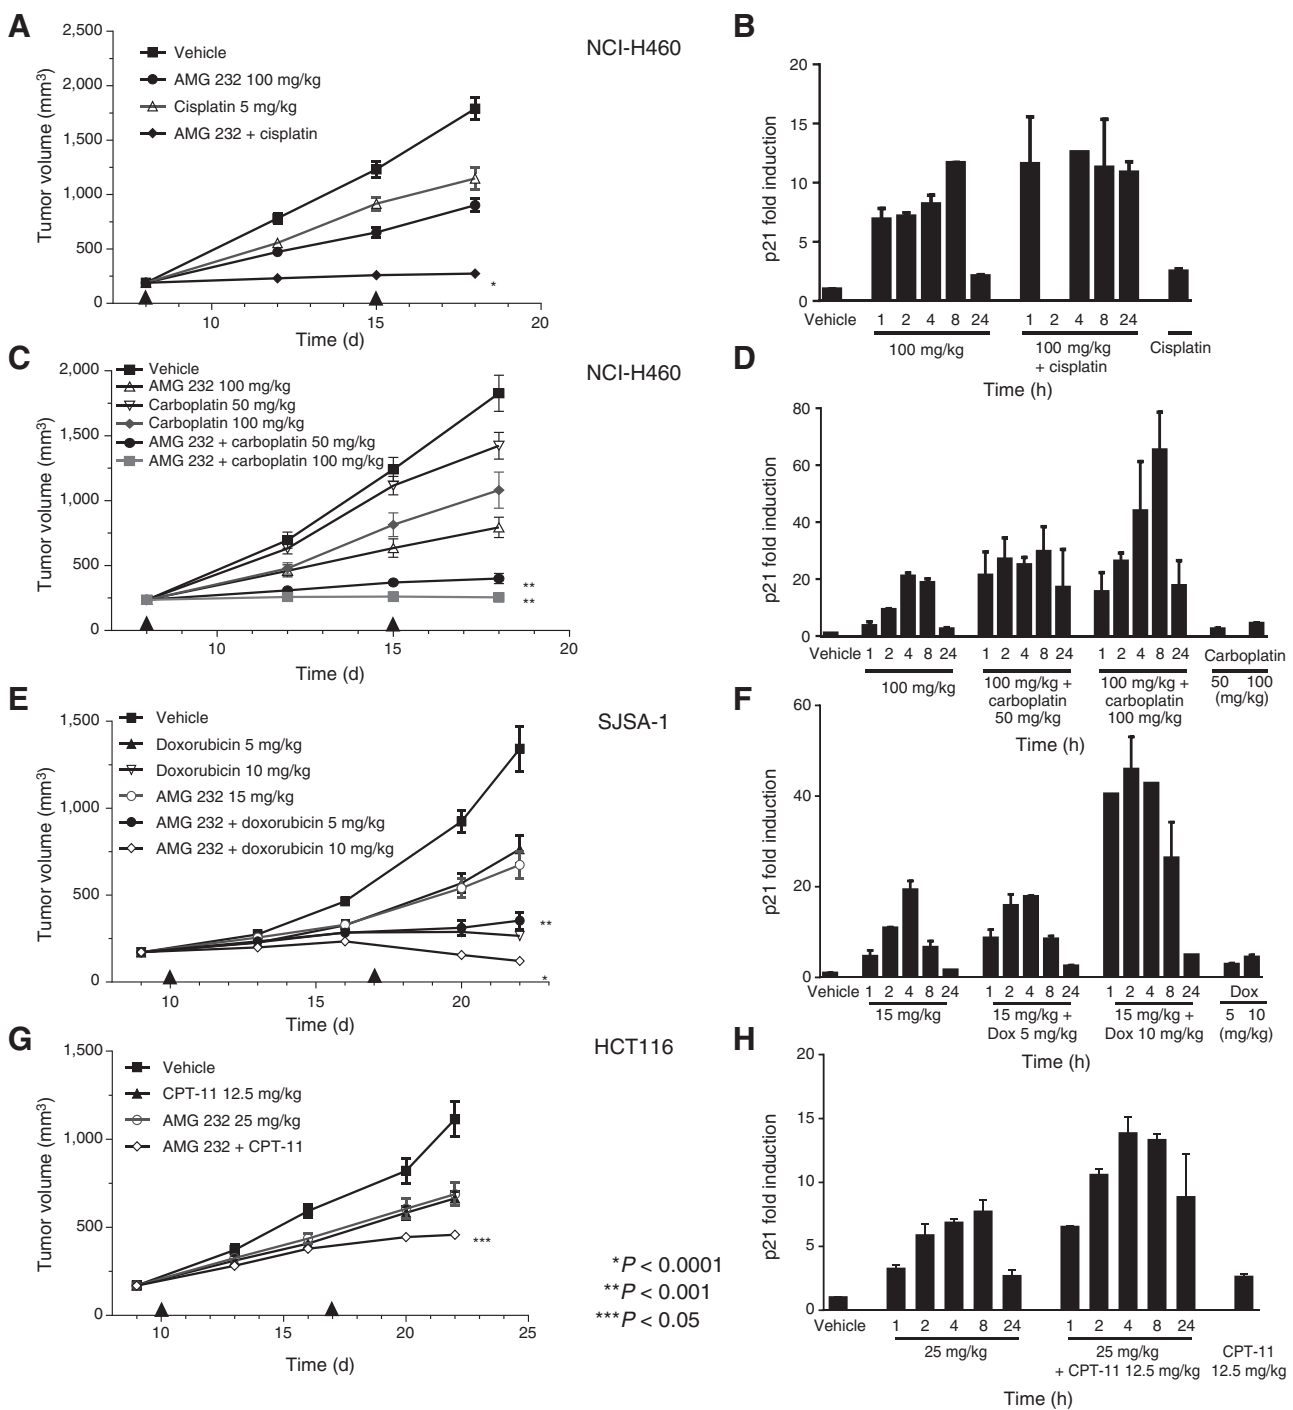 A
NCI-H460
Tumor volume (mm3)
2,500
2,000
1,500
1,000
500
0
Vehicle
AMG 232 100 mg/kg
Cisplatin 5 mg/kg
AMG 232 + cisplatin
*
10 15 20
Time (d)
B
p21 fold induction
20
15
10
5
0
Vehicle 1 2 4 8 24 1 2 4 8 24
100 mg/kg
100 mg/kg
+ cisplatin
Cisplatin
Time (h)
C
NCI-H460
Tumor volume (mm3)
2,000
1,500
1,000
500
0
Vehicle
AMG 232 100 mg/kg
Carboplatin 50 mg/kg
Carboplatin 100 mg/kg
AMG 232 + carboplatin 50 mg/kg
AMG 232 + carboplatin 100 mg/kg
**
**
10 15 20
Time (d)
D
p21 fold induction
80
60
40
20
0
Vehicle 1 2 4 8 24 1 2 4 8 24 1 2 4 8 24 Carboplatin
100 mg/kg
100 mg/kg +
carboplatin
50 mg/kg
100 mg/kg +
carboplatin
100 mg/kg
50 100
(mg/kg)
Time (h)
E
SJSA-1
Tumor volume (mm3)
1,500
1,000
500
0
Vehicle
Doxorubicin 5 mg/kg
Doxorubicin 10 mg/kg
AMG 232 15 mg/kg
AMG 232 + doxorubicin 5 mg/kg
AMG 232 + doxorubicin 10 mg/kg
**
*
10 15 20
Time (d)
F
p21 fold induction
60
40
20
0
Vehicle 1 2 4 8 24 1 2 4 8 24 1 2 4 8 24 Dox
15 mg/kg
15 mg/kg +
Dox 5 mg/kg
15 mg/kg +
Dox 10 mg/kg
5 10
(mg/kg)
Time (h)
G
HCT116
Tumor volume (mm3)
1,500
1,000
500
0
Vehicle
CPT-11 12.5 mg/kg
AMG 232 25 mg/kg
AMG 232 + CPT-11
***
10 15 20 25
Time (d)
*P < 0.0001
**P < 0.001
***P < 0.05
H
p21 fold induction
20
15
10
5
0
Vehicle 1 2 4 8 24 1 2 4 8 24
25 mg/kg
25 mg/kg
+ CPT-11 12.5 mg/kg
CPT-11
12.5 mg/kg
Time (h)